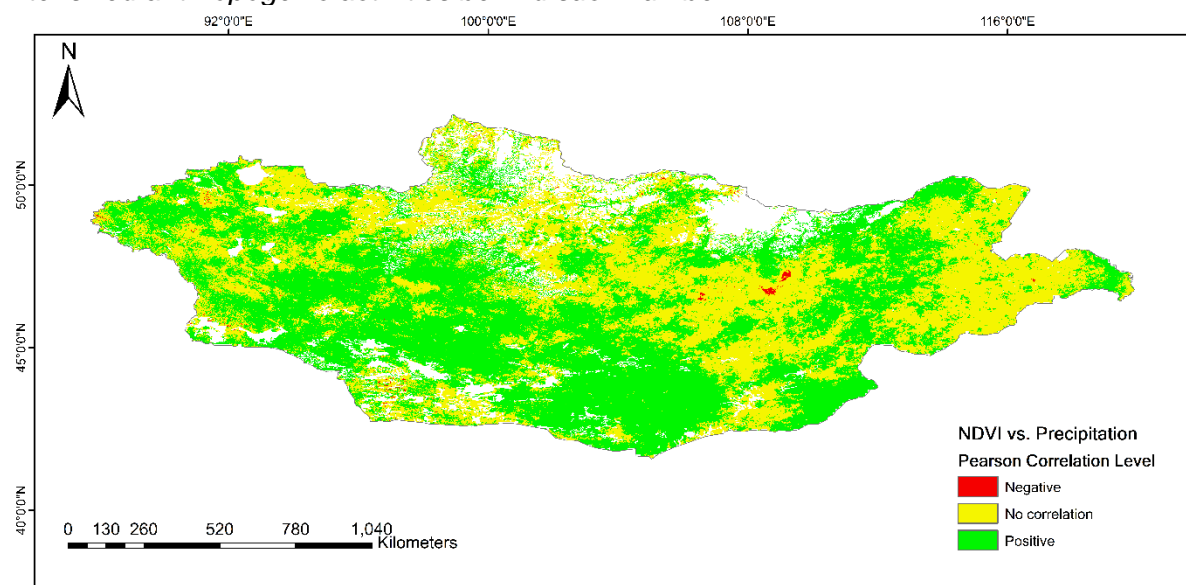 92°0'0"E 100°0'0"E 108°0'0"E 116°0'0"E
N
50°0'0"N
45°0'0"N
40°0'0"N
NDVI vs. Precipitation
Pearson Correlation Level
Negative
No correlation
Positive
0 130 260 520 780 1,040
Kilometers